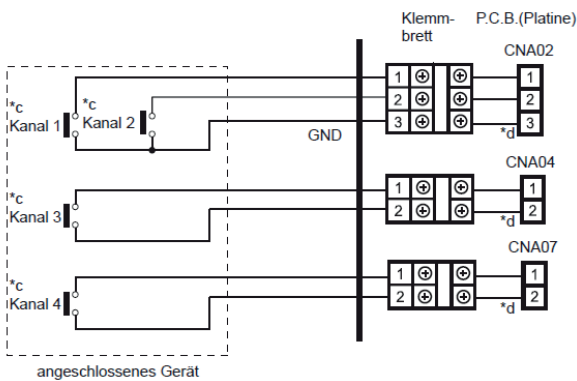 Klemm-
brett
P.C.B.(Platine)
CNA02
*c
Kanal 1
*c
Kanal 2
GND
1
2
3
1
2
3
*d
CNA04
*c
Kanal 3
1
2
1
2
*d
CNA07
*c
Kanal 4
1
2
1
2
*d
angeschlossenes Gerät